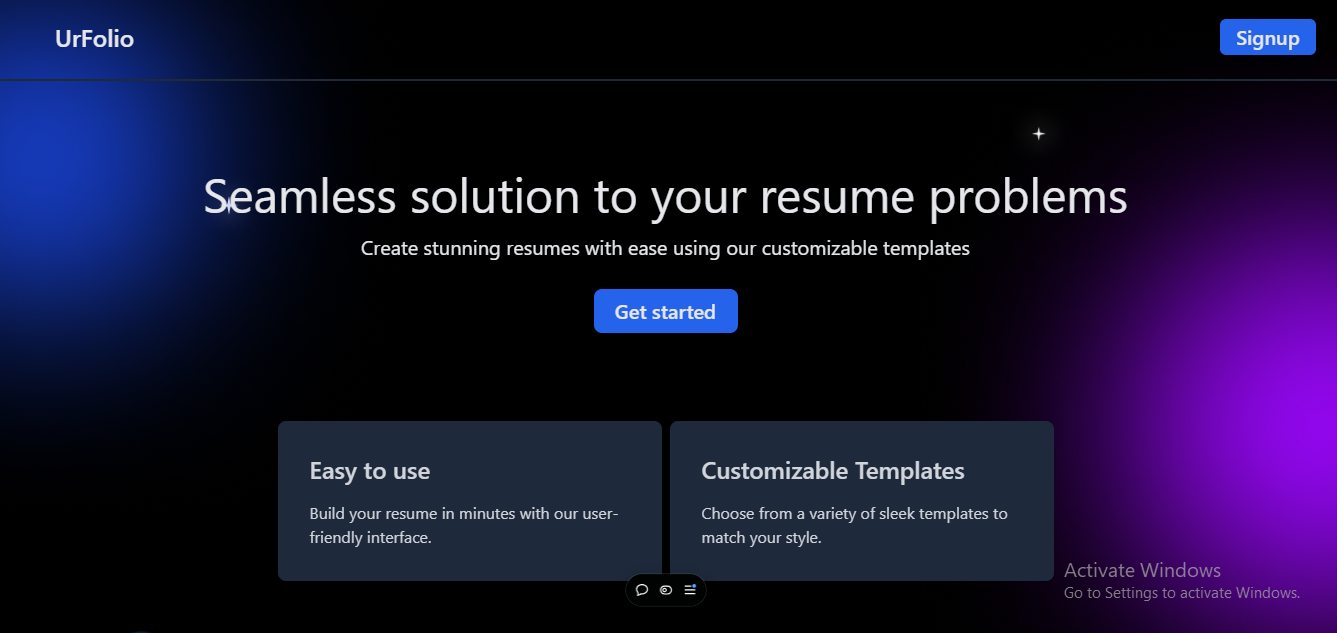 UrFolio
Signup
Seamless solution to your resume problems
Create stunning resumes with ease using our customizable templates
Get started
Easy to use
Build your resume in minutes with our user-
friendly interface.
Customizable Templates
Choose from a variety of sleek templates to
match your style.
Activate Windows
Go to Settings to activate Windows.